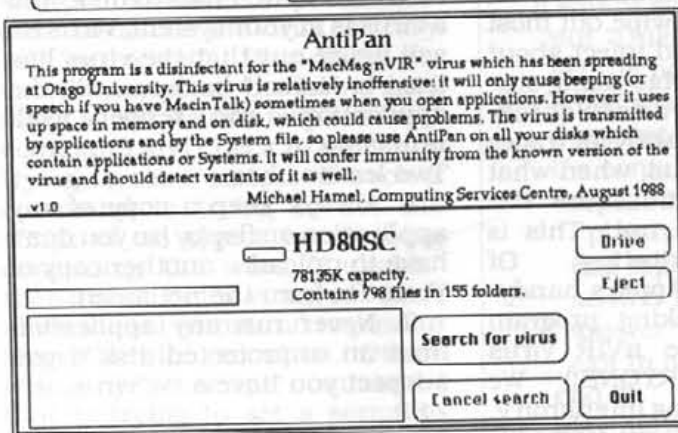 AntiPan
This program is a disinfectant for the "MacMag nVIR" virus which has been spreading
at Otago University. This virus is relatively inoffensive: it will only cause beeping (or
speech if you have MacinTalk) sometimes when you open applications. However it uses
up space in memory and on disk, which could cause problems. The virus is transmitted
by applications and by the System file, so please use AntiPan on all your disks which
contain applications or Systems. It will confer immunity from the known version of the
virus and should detect variants of it as well.
v1.0 Michael Hamel, Computing Services Centre, August 1988
HD80SC
78135K capacity.
Contains 798 files in 155 folders
Drive
Eject
Search for virus
Cancel search
Quit